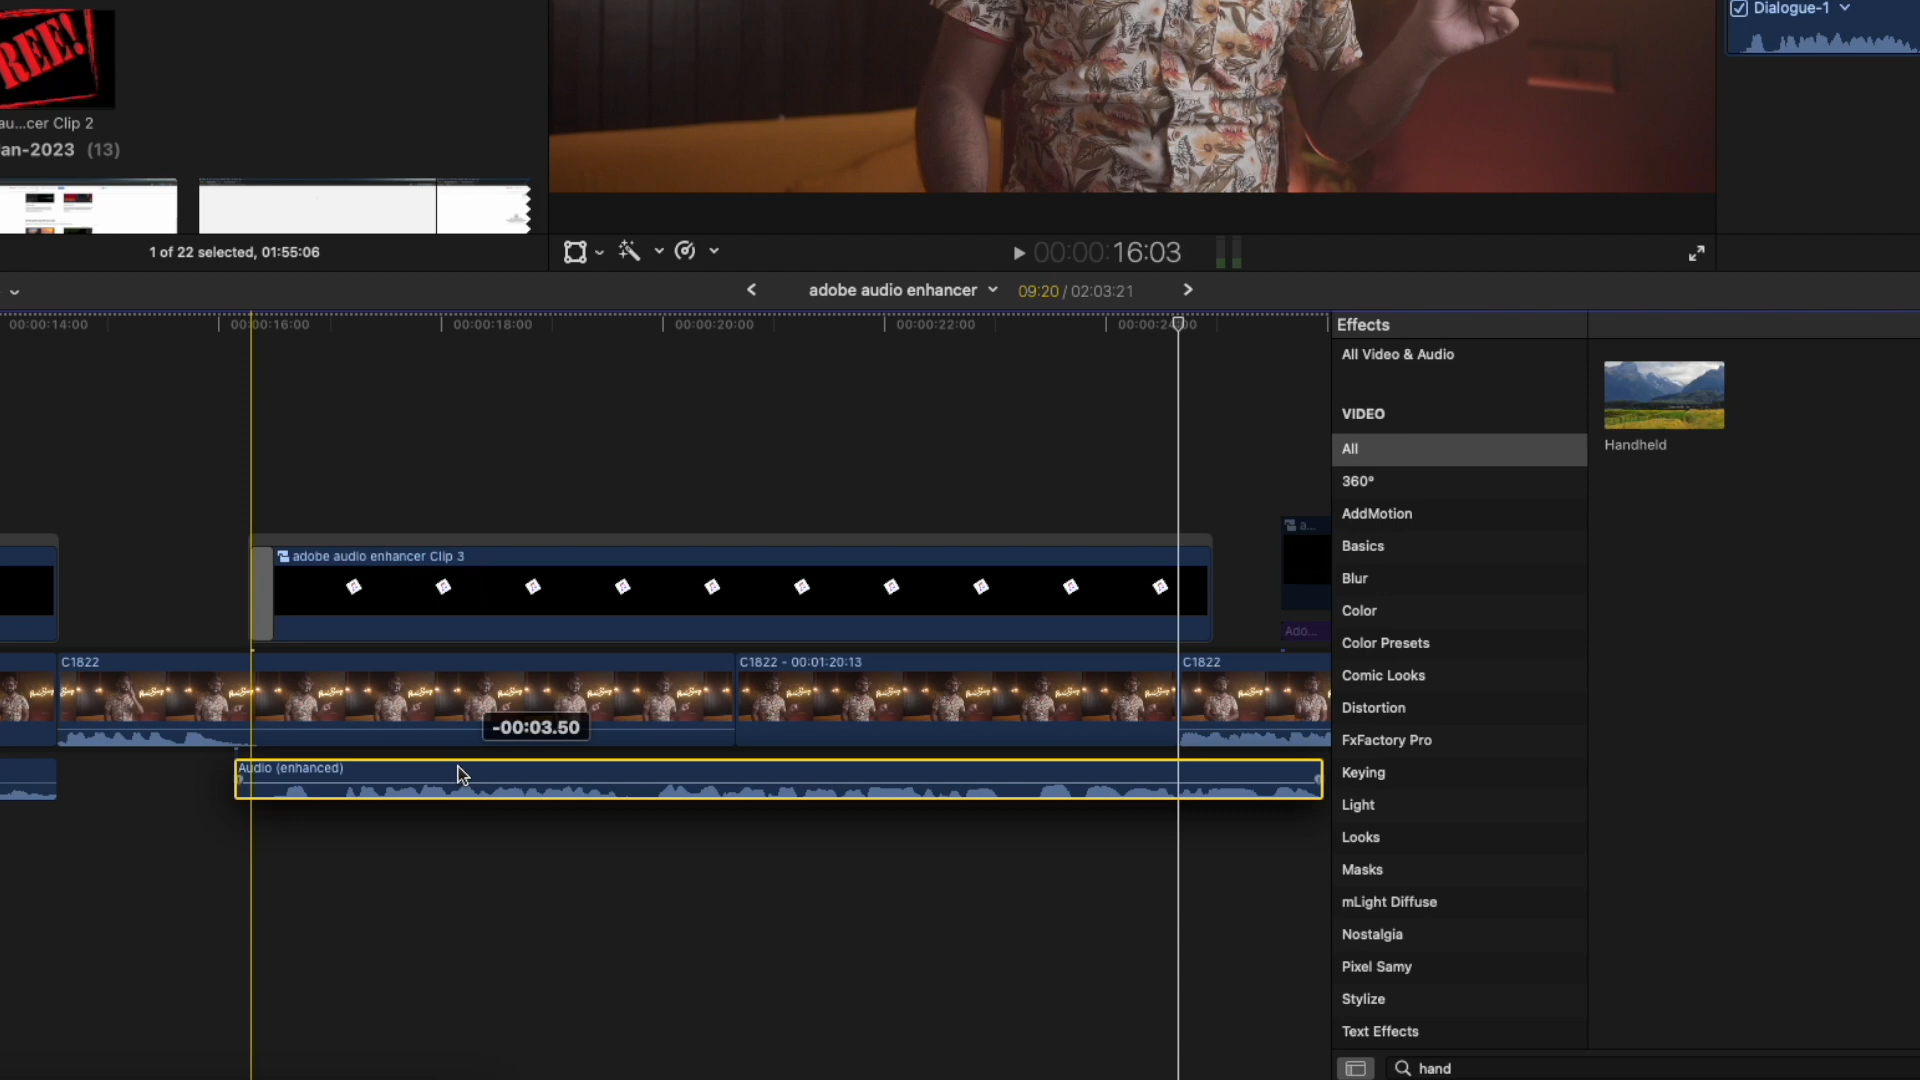 REE!
au...cer Clip 2
an-2023 (13)
1 of 22 selected, 01:55:06
Dialogue-1
00:00:00:16:03
adobe audio enhancer
09:20 / 02:03:21
00:00:14:00
00:00:16:00
00:00:18:00
00:00:20:00
00:00:22:00
00:00:24:00
adobe audio enhancer Clip 3
a...
Ado...
C1822
C1822 - 00:01:20:13
C1822
-00:03.50
Audio (enhanced)
Effects
All Video & Audio
VIDEO
All
360°
AddMotion
Basics
Blur
Color
Color Presets
Comic Looks
Distortion
FxFactory Pro
Keying
Light
Looks
Masks
mLight Diffuse
Nostalgia
Pixel Samy
Stylize
Text Effects
Handheld
hand